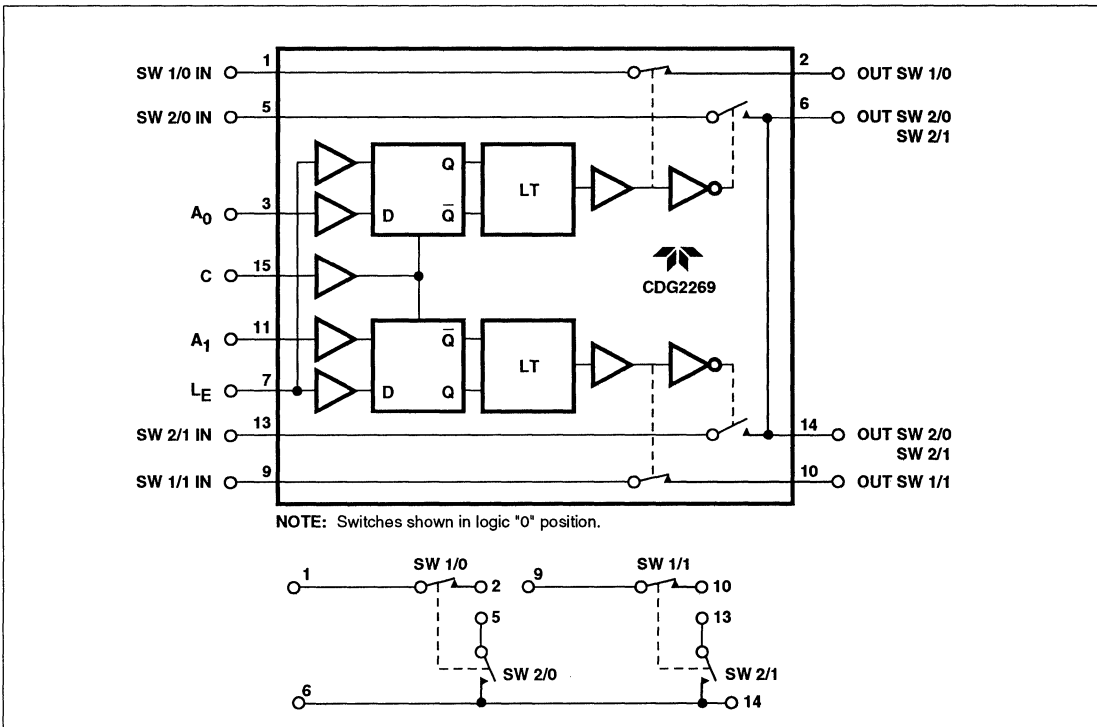 1
2
SW 1/0 IN
OUT SW 1/0
5
6
SW 2/0 IN
OUT SW 2/0
SW 2/1
Q
LT
A0
3
D
Q̅
C
15
CDG2269
A1
11
Q̅
LT
LE
7
D
Q
SW 2/1 IN
13
14
OUT SW 2/0
SW 2/1
SW 1/1 IN
9
10
OUT SW 1/1
NOTE: Switches shown in logic "0" position.
SW 1/0
SW 1/1
1
2
9
10
5
13
SW 2/0
SW 2/1
6
14